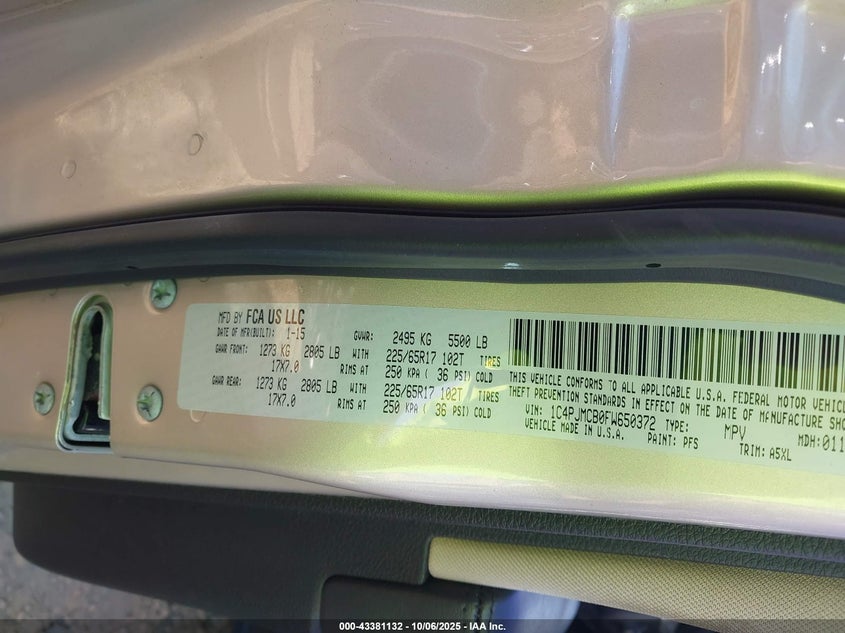 MFD BY FCA US LLC
DATE OF MFR(BUILT): 1-15 GVWR: 2495 KG 5500 LB
GAWR FRONT: 1273 KG 2805 LB WITH 225/65R17 102T TIRES
17X7.0 RIMS AT 250 KPA ( 36 PSI) COLD
GAWR REAR: 1273 KG 2805 LB WITH 225/65R17 102T TIRES
17X7.0 RIMS AT 250 KPA ( 36 PSI) COLD
THIS VEHICLE CONFORMS TO ALL APPLICABLE U.S.A. FEDERAL MOTOR VEHICLE
THEFT PREVENTION STANDARDS IN EFFECT ON THE DATE OF MANUFACTURE
VIN: 1C4PJMCB0FW650372 TYPE: MPV MDH:011
VEHICLE MADE IN U.S.A. PAINT: PFS TRIM: A5XL
000-43381132 - 10/06/2025 - IAA Inc.